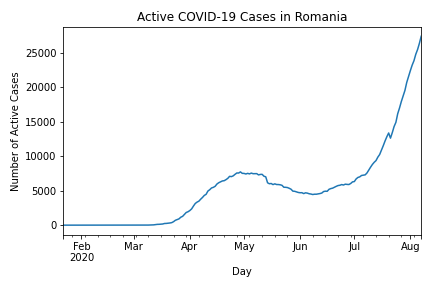 Active COVID-19 Cases in Romania
Number of Active Cases
25000
20000
15000
10000
5000
0
Feb Mar Apr May Jun Jul Aug
2020
Day